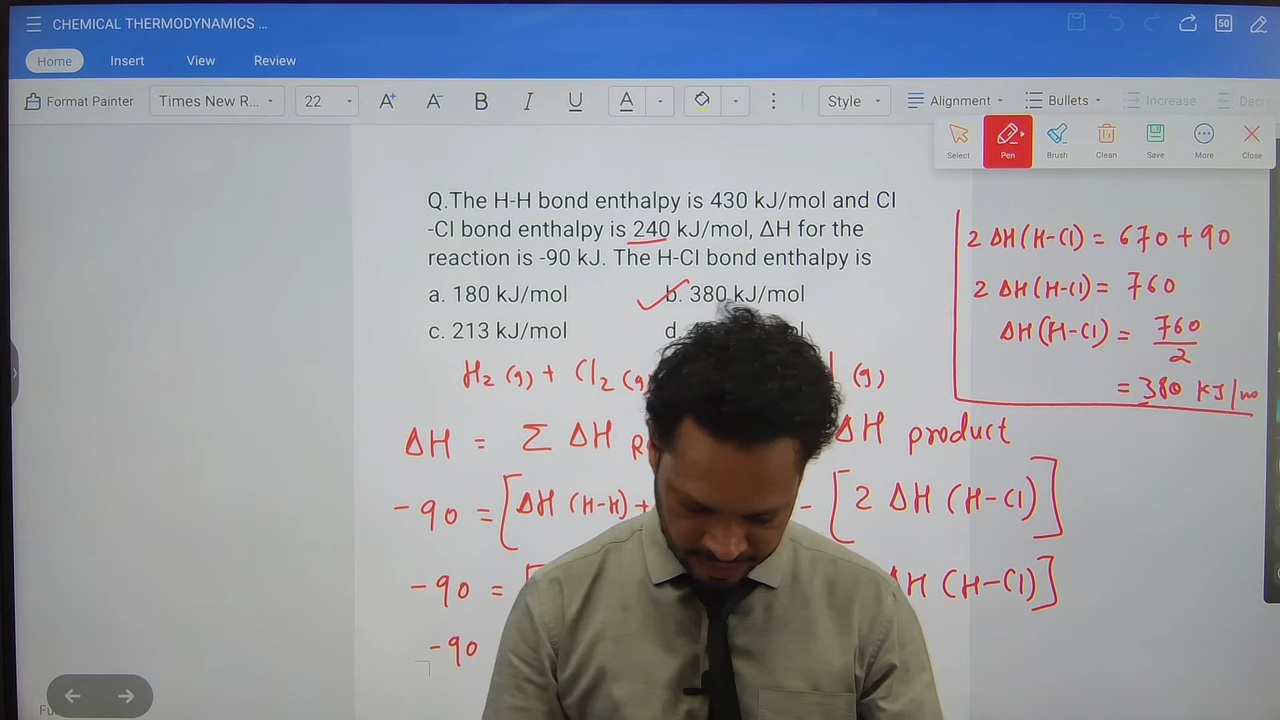 CHEMICAL THERMODYNAMICS ...
50
Home Insert View Review
Format Painter Times New R... 22 A+ A- B I U A Style Alignment Bullets Increase Decre
Select Pen Brush Clean Save More Close
Q.The H-H bond enthalpy is 430 kJ/mol and Cl
-Cl bond enthalpy is 240 kJ/mol, ΔH for the
reaction is -90 kJ. The H-Cl bond enthalpy is
a. 180 kJ/mol b. 380 kJ/mol
c. 213 kJ/mol d.
H2 (g) + Cl2 (g) (g)
ΔH = Σ ΔH ΔH product
-90 = [ΔH (H-H) + - [2 ΔH (H-Cl)]
-90 = [ ΔH (H-Cl)]
-90
2 ΔH (H-Cl) = 670 + 90
2 ΔH (H-Cl) = 760
ΔH (H-Cl) = 760
2
= 380 KJ/mo